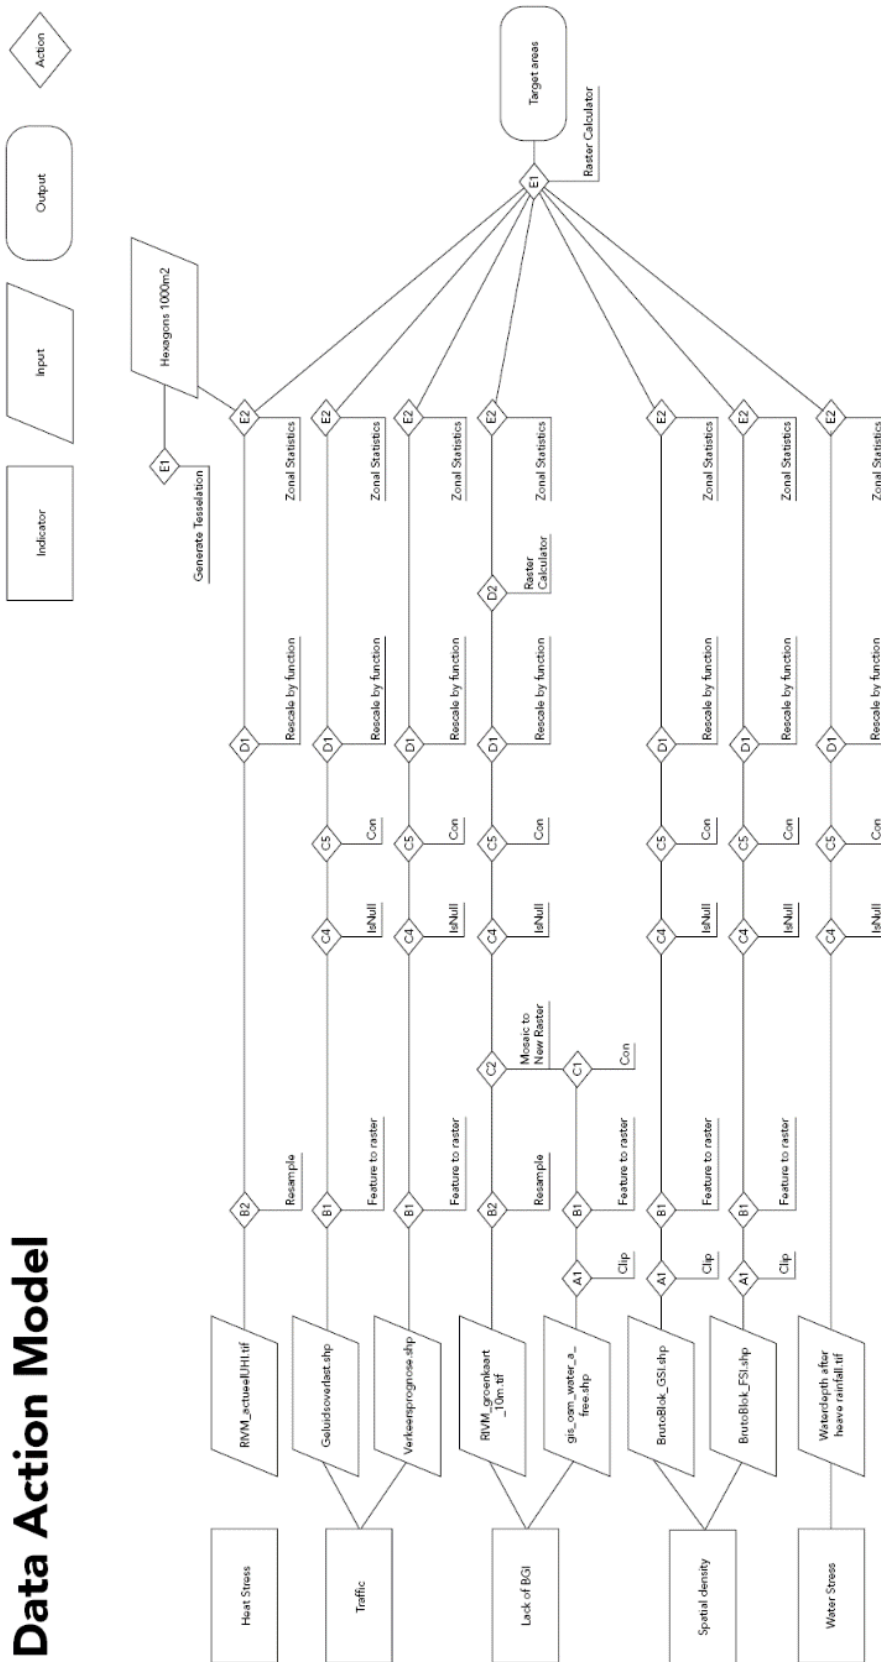 Data Action Model
Indicator
Input
Output
Action
Heat Stress
RIVM_actueelUHI.tif
B2
Resample
D1
Rescale by function
E1
Generate Tesselation
Hexagons 1000m2
E2
Zonal Statistics
Traffic
Geluidsoverlast.shp
B1
Feature to raster
C4
IsNull
C5
Con
D1
Rescale by function
E2
Zonal Statistics
Verkeersprognose.shp
B1
Feature to raster
C4
IsNull
C5
Con
D1
Rescale by function
E2
Zonal Statistics
Lack of BGI
RIVM_groenkaart
_10m.tif
B2
Resample
C2
Mosaic to
New Raster
C4
IsNull
C5
Con
D1
Rescale by function
D2
Raster
Calculator
E2
Zonal Statistics
gis_osm_water_a_
free.shp
A1
Clip
B1
Feature to raster
C1
Con
E1
Raster Calculator
Target areas
Spatial density
BrutoBlok_GSI.shp
A1
Clip
B1
Feature to raster
C4
IsNull
C5
Con
D1
Rescale by function
E2
Zonal Statistics
BrutoBlok_FSI.shp
A1
Clip
B1
Feature to raster
C4
IsNull
C5
Con
D1
Rescale by function
E2
Zonal Statistics
Water Stress
Waterdepth after
heave rainfall.tif
C4
IsNull
C5
Con
D1
Rescale by function
E2
Zonal Statistics